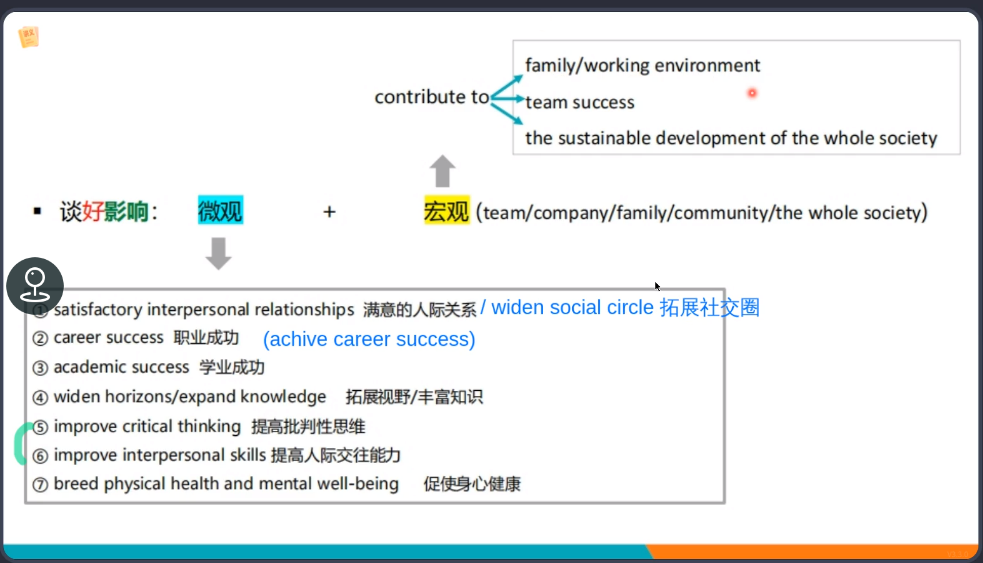 family/working environment
contribute to
team success
the sustainable development of the whole society
▪ 谈好影响： 微观 + 宏观 (team/company/family/community/the whole society)
① satisfactory interpersonal relationships 满意的人际关系 / widen social circle 拓展社交圈
② career success 职业成功 (achive career success)
③ academic success 学业成功
④ widen horizons/expand knowledge 拓展视野/丰富知识
⑤ improve critical thinking 提高批判性思维
⑥ improve interpersonal skills 提高人际交往能力
⑦ breed physical health and mental well-being 促使身心健康